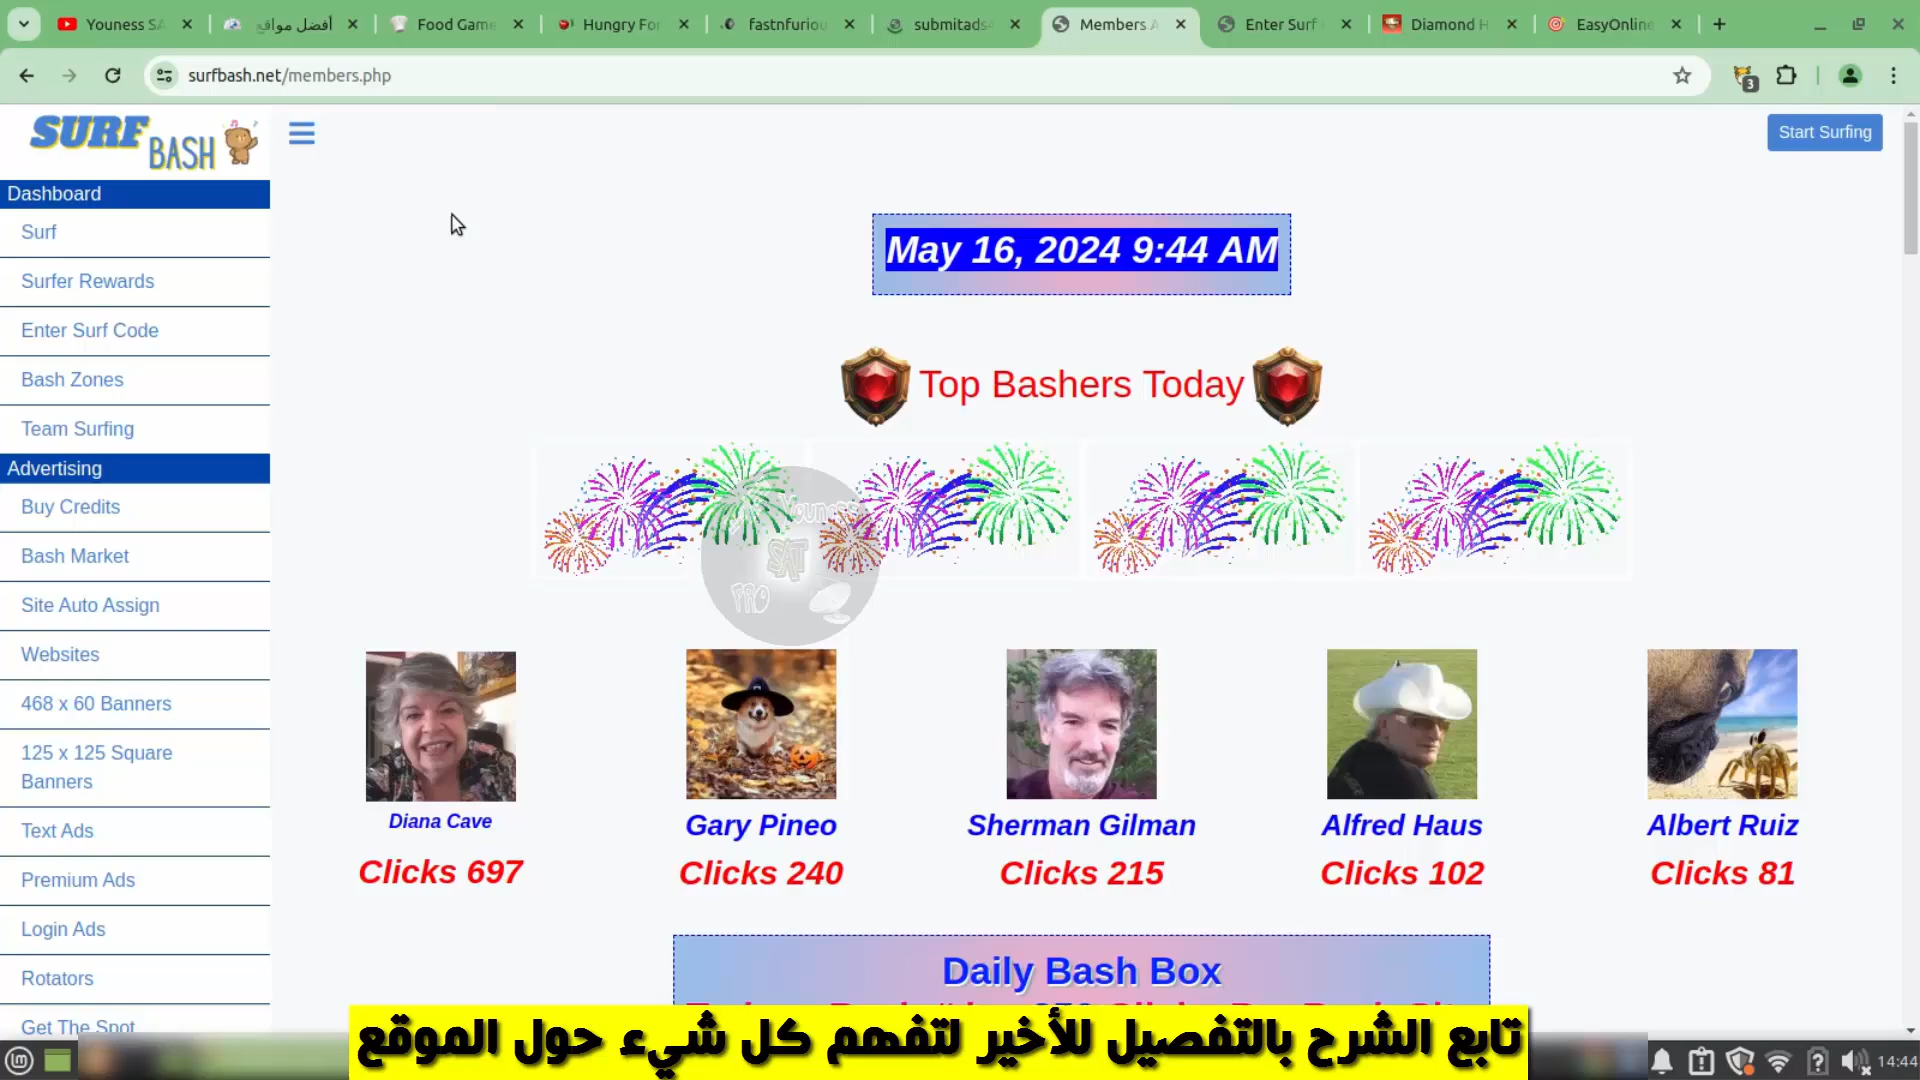 Youness SA
أفضل مواقع
Food Game
Hungry For
fastnfuriou
submitads
Members A
Enter Surf
Diamond H
EasyOnline
surfbash.net/members.php
3
SURF
BASH
Start Surfing
Dashboard
Surf
Surfer Rewards
Enter Surf Code
Bash Zones
Team Surfing
Advertising
Buy Credits
Bash Market
Site Auto Assign
Websites
468 x 60 Banners
125 x 125 Square
Banners
Text Ads
Premium Ads
Login Ads
Rotators
Get The Spot
May 16, 2024 9:44 AM
Top Bashers Today
Youness
SAT
PRO
Diana Cave
Gary Pineo
Sherman Gilman
Alfred Haus
Albert Ruiz
Clicks 697
Clicks 240
Clicks 215
Clicks 102
Clicks 81
Daily Bash Box
تابع الشرح بالتفصيل للأخير لتفهم كل شيء حول الموقع
14:44